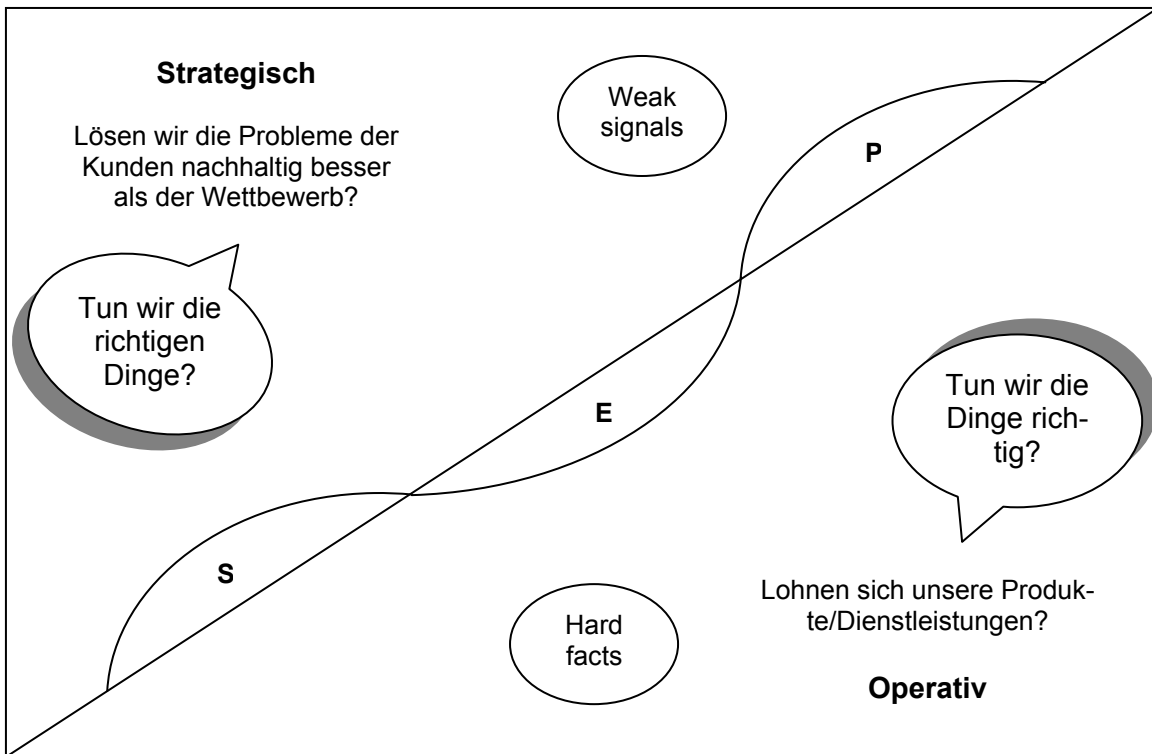 Strategisch
Lösen wir die Probleme der
Kunden nachhaltig besser
als der Wettbewerb?
Weak
signals
P
Tun wir die
richtigen
Dinge?
Tun wir die
Dinge rich-
tig?
E
S
Hard
facts
Lohnen sich unsere Produk-
te/Dienstleistungen?
Operativ